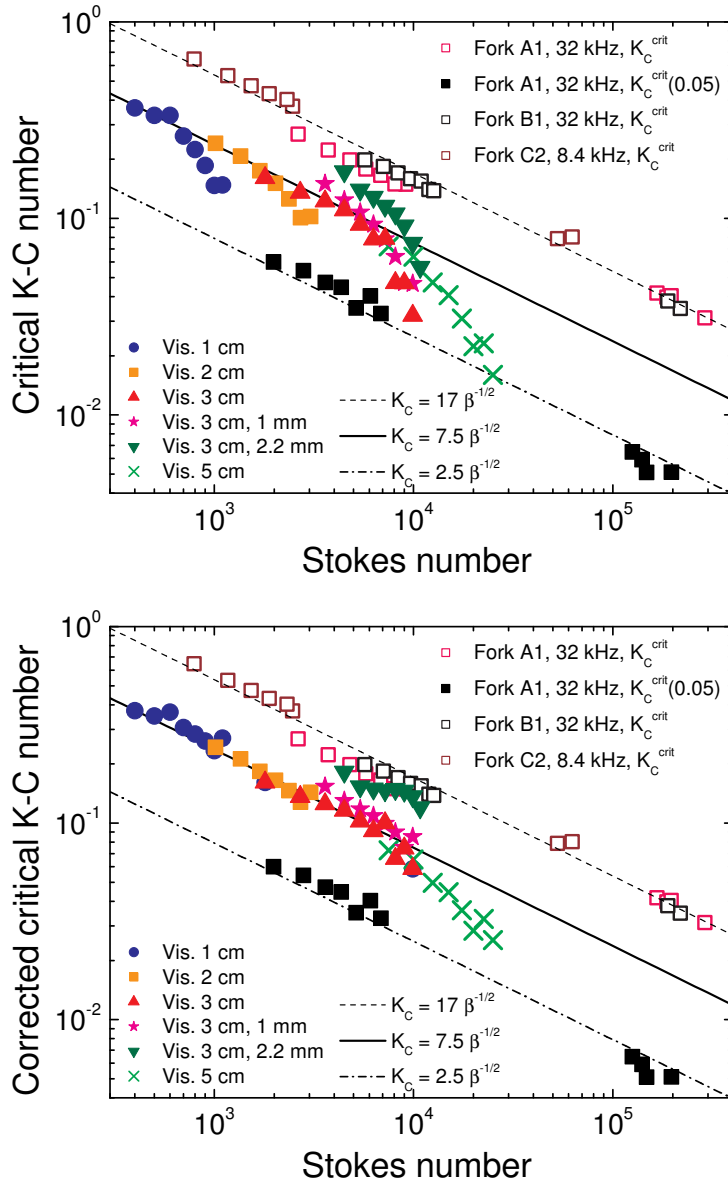 10⁰
10⁻¹
10⁻²
Critical K-C number
Fork A1, 32 kHz, K_C^crit
Fork A1, 32 kHz, K_C^crit(0.05)
Fork B1, 32 kHz, K_C^crit
Fork C2, 8.4 kHz, K_C^crit
Vis. 1 cm
Vis. 2 cm
Vis. 3 cm
Vis. 3 cm, 1 mm
Vis. 3 cm, 2.2 mm
Vis. 5 cm
K_C = 17 β^-1/2
K_C = 7.5 β^-1/2
K_C = 2.5 β^-1/2
10³
10⁴
10⁵
Stokes number
10⁰
10⁻¹
10⁻²
Corrected critical K-C number
Fork A1, 32 kHz, K_C^crit
Fork A1, 32 kHz, K_C^crit(0.05)
Fork B1, 32 kHz, K_C^crit
Fork C2, 8.4 kHz, K_C^crit
Vis. 1 cm
Vis. 2 cm
Vis. 3 cm
Vis. 3 cm, 1 mm
Vis. 3 cm, 2.2 mm
Vis. 5 cm
K_C = 17 β^-1/2
K_C = 7.5 β^-1/2
K_C = 2.5 β^-1/2
10³
10⁴
10⁵
Stokes number